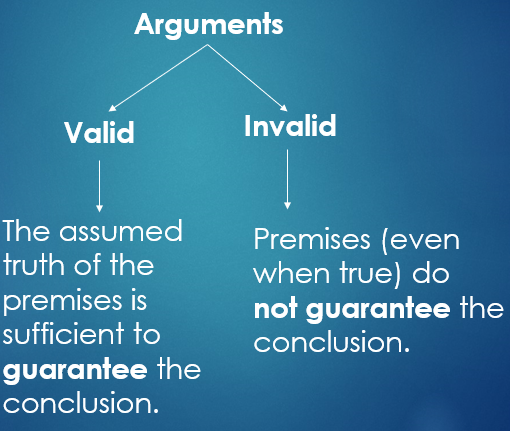 Arguments
Valid
Invalid
The assumed
truth of the
premises is
sufficient to
guarantee the
conclusion.
Premises (even
when true) do
not guarantee the
conclusion.